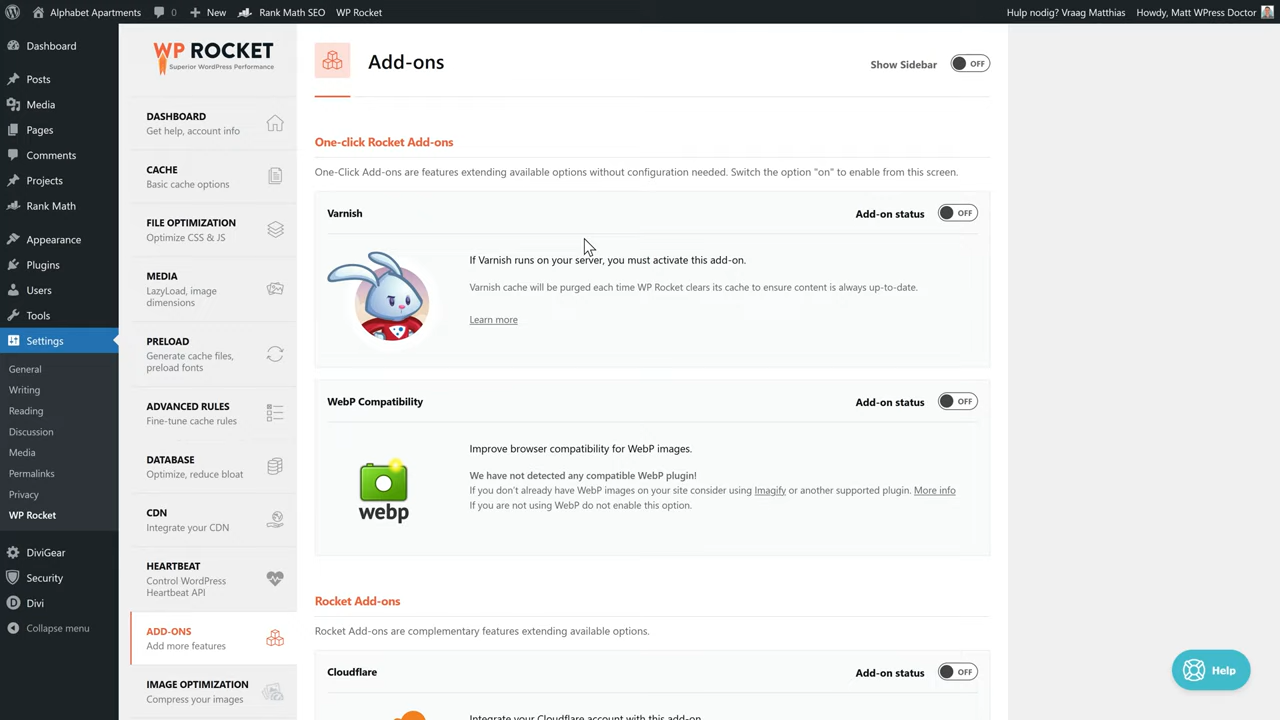 Alphabet Apartments
0
New
Rank Math SEO
WP Rocket
Hulp nodig? Vraag Matthias
Howdy, Matt WPress Doctor
Dashboard
Posts
Media
Pages
Comments
Projects
Rank Math
Appearance
Plugins
Users
Tools
Settings
General
Writing
Reading
Discussion
Media
Permalinks
Privacy
WP Rocket
DiviGear
Security
Divi
Collapse menu
WP ROCKET
Superior WordPress Performance
DASHBOARD
Get help, account info
CACHE
Basic cache options
FILE OPTIMIZATION
Optimize CSS & JS
MEDIA
LazyLoad, image
dimensions
PRELOAD
Generate cache files,
preload fonts
ADVANCED RULES
Fine-tune cache rules
DATABASE
Optimize, reduce bloat
CDN
Integrate your CDN
HEARTBEAT
Control WordPress
Heartbeat API
ADD-ONS
Add more features
IMAGE OPTIMIZATION
Compress your images
Add-ons
Show Sidebar
OFF
One-click Rocket Add-ons
One-Click Add-ons are features extending available options without configuration needed. Switch the option "on" to enable from this screen.
Varnish
Add-on status
OFF
If Varnish runs on your server, you must activate this add-on.
Varnish cache will be purged each time WP Rocket clears its cache to ensure content is always up-to-date.
Learn more
WebP Compatibility
Add-on status
OFF
webp
Improve browser compatibility for WebP images.
We have not detected any compatible WebP plugin!
If you don't already have WebP images on your site consider using Imagify or another supported plugin. More info
If you are not using WebP do not enable this option.
Rocket Add-ons
Rocket Add-ons are complementary features extending available options.
Cloudflare
Add-on status
OFF
Integrate your Cloudflare account with this add-on.
Help